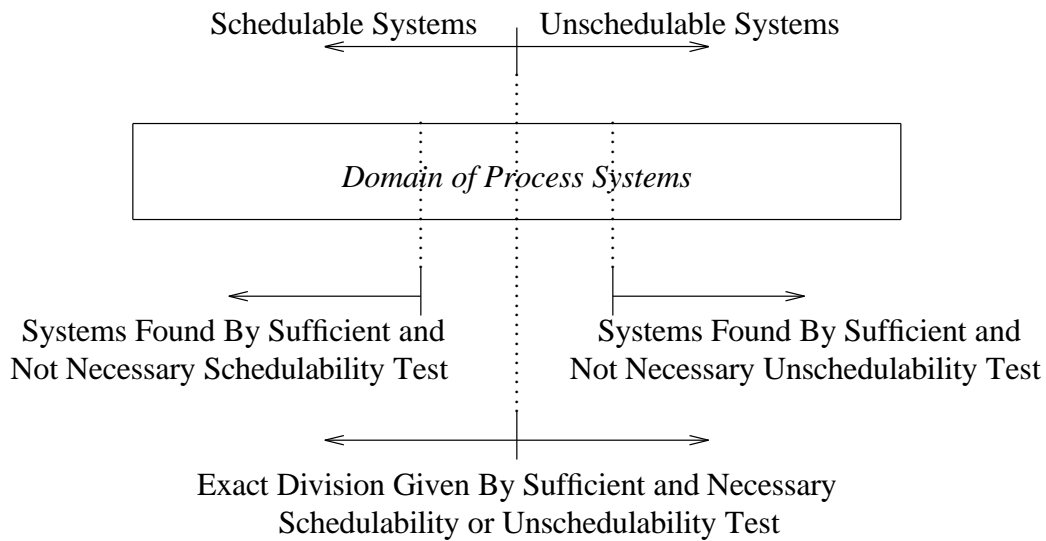 Schedulable Systems
Unschedulable Systems
Domain of Process Systems
Systems Found By Sufficient and
Not Necessary Schedulability Test
Systems Found By Sufficient and
Not Necessary Unschedulability Test
Exact Division Given By Sufficient and Necessary
Schedulability or Unschedulability Test